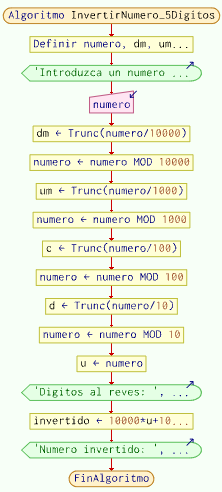 Algoritmo InvertirNumero_5Digitos
Definir numero, dm, um...
'Introduzca un numero ...
numero
dm ← Trunc(numero/10000)
numero ← numero MOD 10000
um ← Trunc(numero/1000)
numero ← numero MOD 1000
c ← Trunc(numero/100)
numero ← numero MOD 100
d ← Trunc(numero/10)
numero ← numero MOD 10
u ← numero
'Digitos al reves: ', ...
invertido ← 10000*u+10...
'Numero invertido: ', ...
FinAlgoritmo